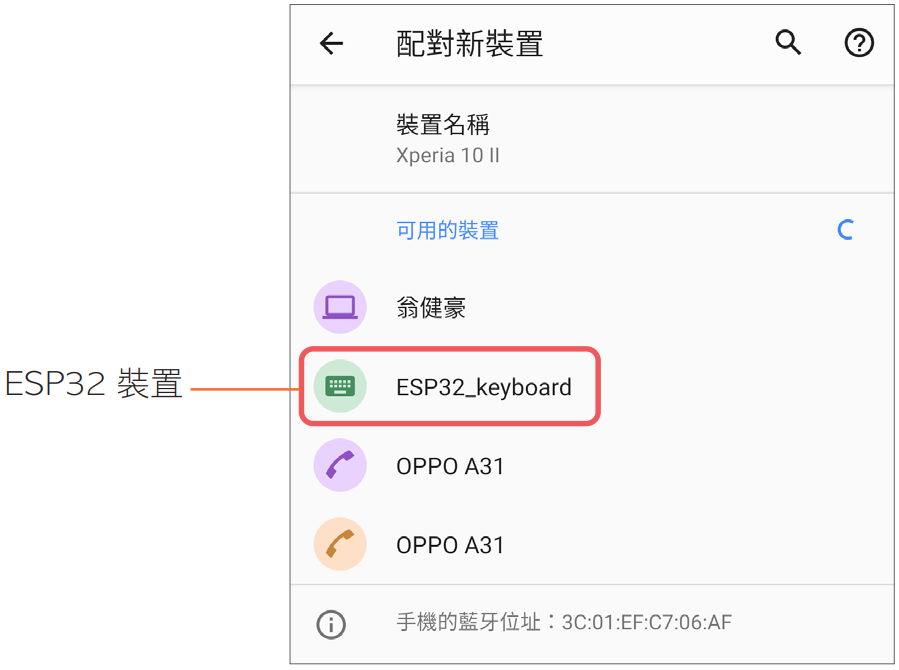 配對新裝置
裝置名稱
Xperia 10 II
可用的裝置
翁健豪
ESP32 裝置
ESP32_keyboard
OPPO A31
OPPO A31
手機的藍牙位址：3C:01:EF:C7:06:AF